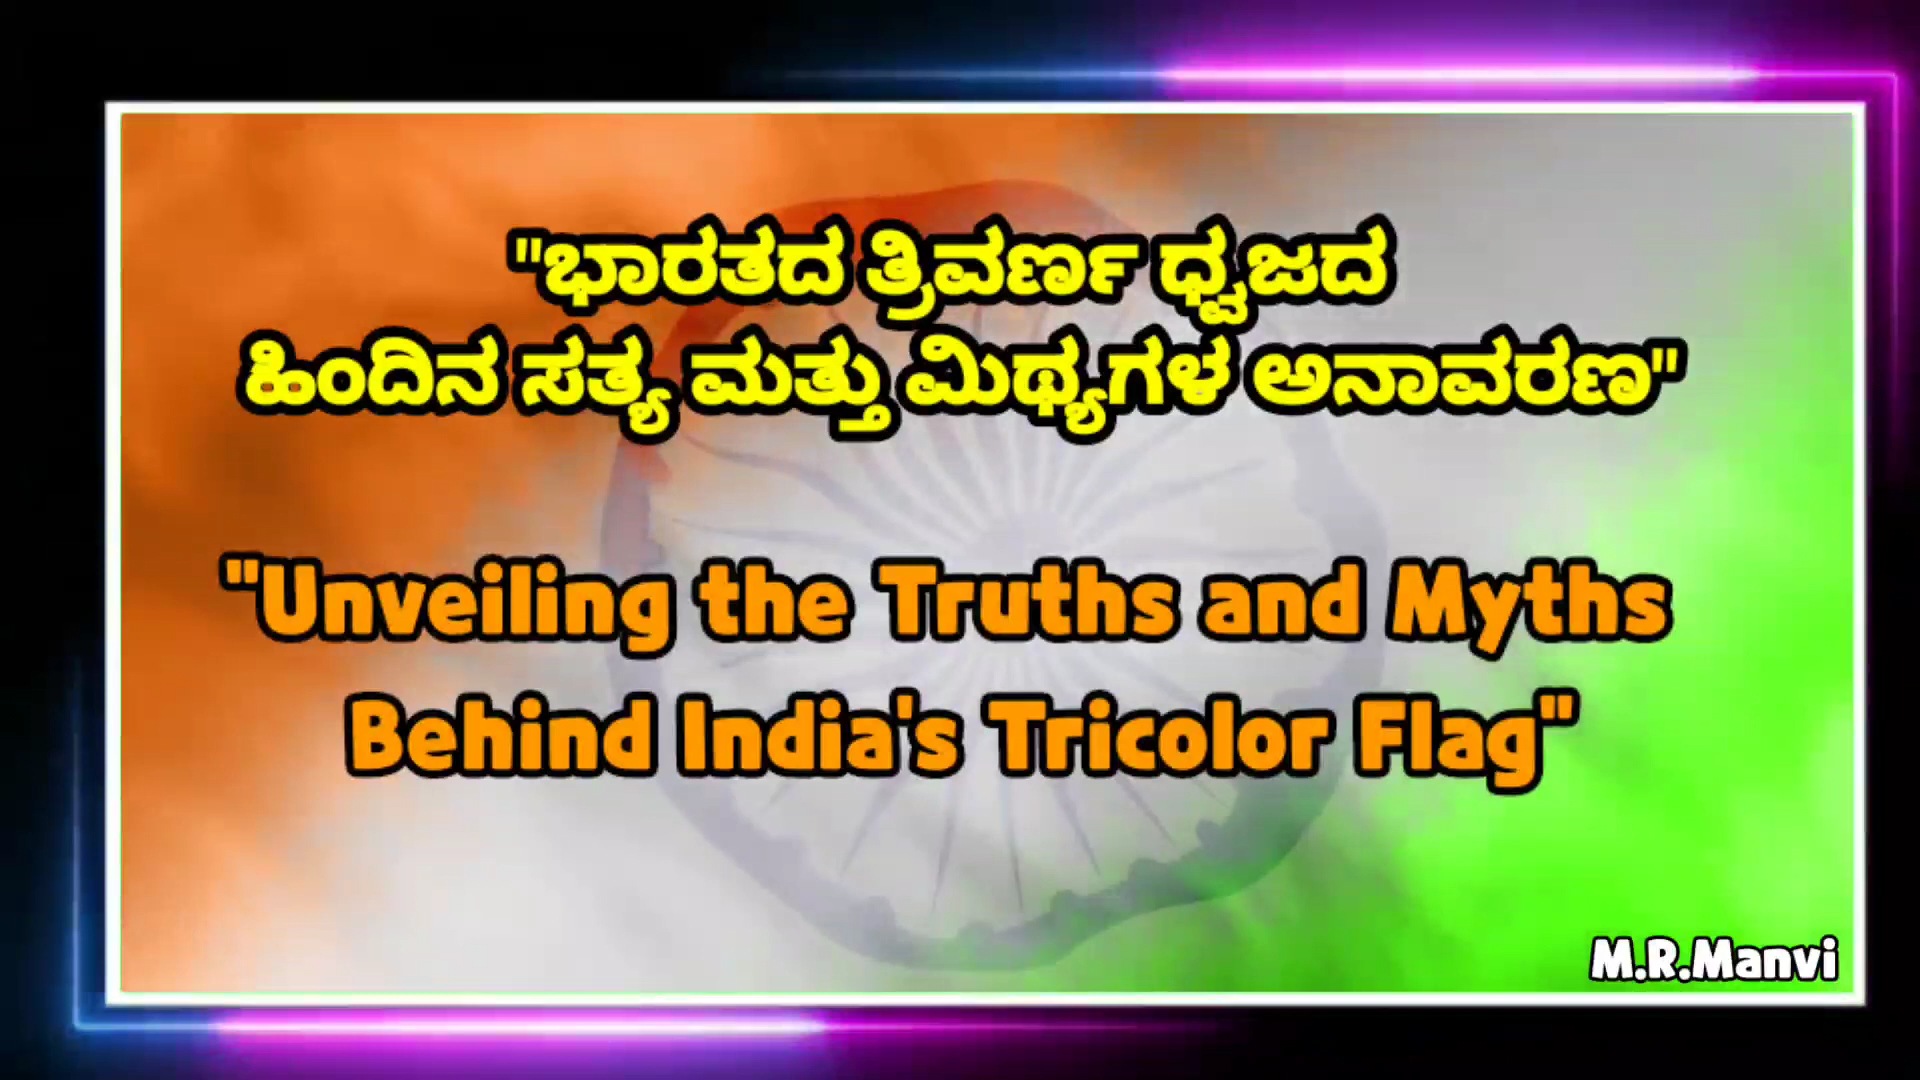 "ಭಾರತದ ತ್ರಿವರ್ಣ ಧ್ವಜದ
ಹಿಂದಿನ ಸತ್ಯ ಮತ್ತು ಮಿಥ್ಯಗಳ ಅನಾವರಣ"
"Unveiling the Truths and Myths
Behind India's Tricolor Flag"
M.R.Manvi